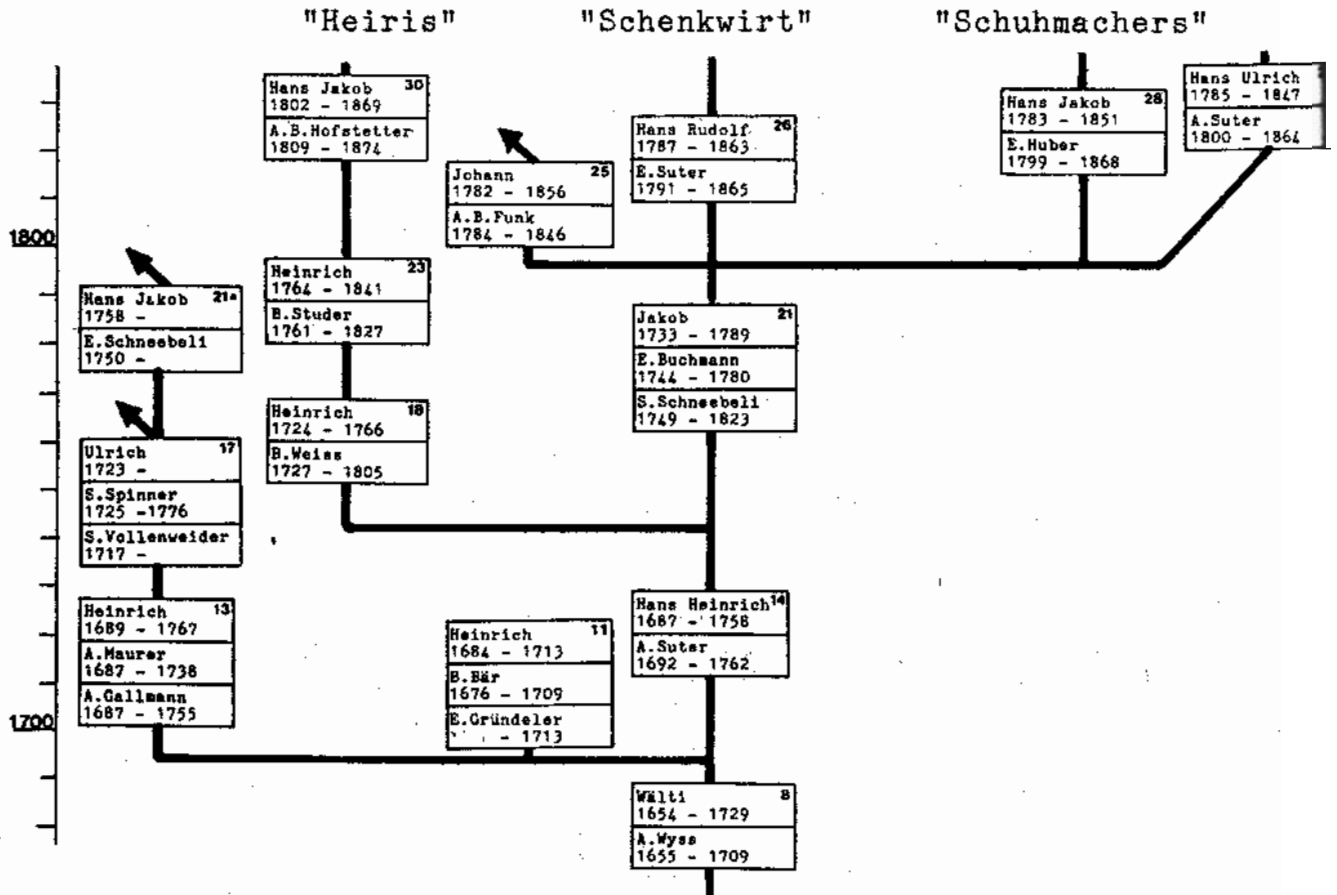 "Heiris"
"Schenkwirt"
"Schuhmachers"
Hans Jakob 30
1802 - 1869
A.B.Hofstetter
1809 - 1874
Hans Rudolf 26
1787 - 1863
E.Suter
1791 - 1865
Hans Jakob 28
1783 - 1851
E.Huber
1799 - 1868
Hans Ulrich
1785 - 1847
A.Suter
1800 - 1864
Johann 25
1782 - 1856
A.B.Funk
1784 - 1846
1800
Hans Jakob 21a
1758 -
E.Schneebeli
1750 -
Heinrich 23
1764 - 1841
B.Studer
1761 - 1827
Jakob 21
1733 - 1789
E.Buchmann
1744 - 1780
S.Schneebeli
1749 - 1823
Ulrich 17
1723 -
S.Spinner
1725 -1776
S.Vollenweider
1717 -
Heinrich 18
1724 - 1766
B.Weiss
1727 - 1805
Heinrich 13
1689 - 1767
A.Maurer
1687 - 1738
A.Gallmann
1687 - 1755
Heinrich 11
1684 - 1713
B.Bär
1676 - 1709
E.Gründeler
- 1713
Hans Heinrich 14
1687 - 1758
A.Suter
1692 - 1762
1700
Wälti 8
1654 - 1729
A.Wyss
1655 - 1709